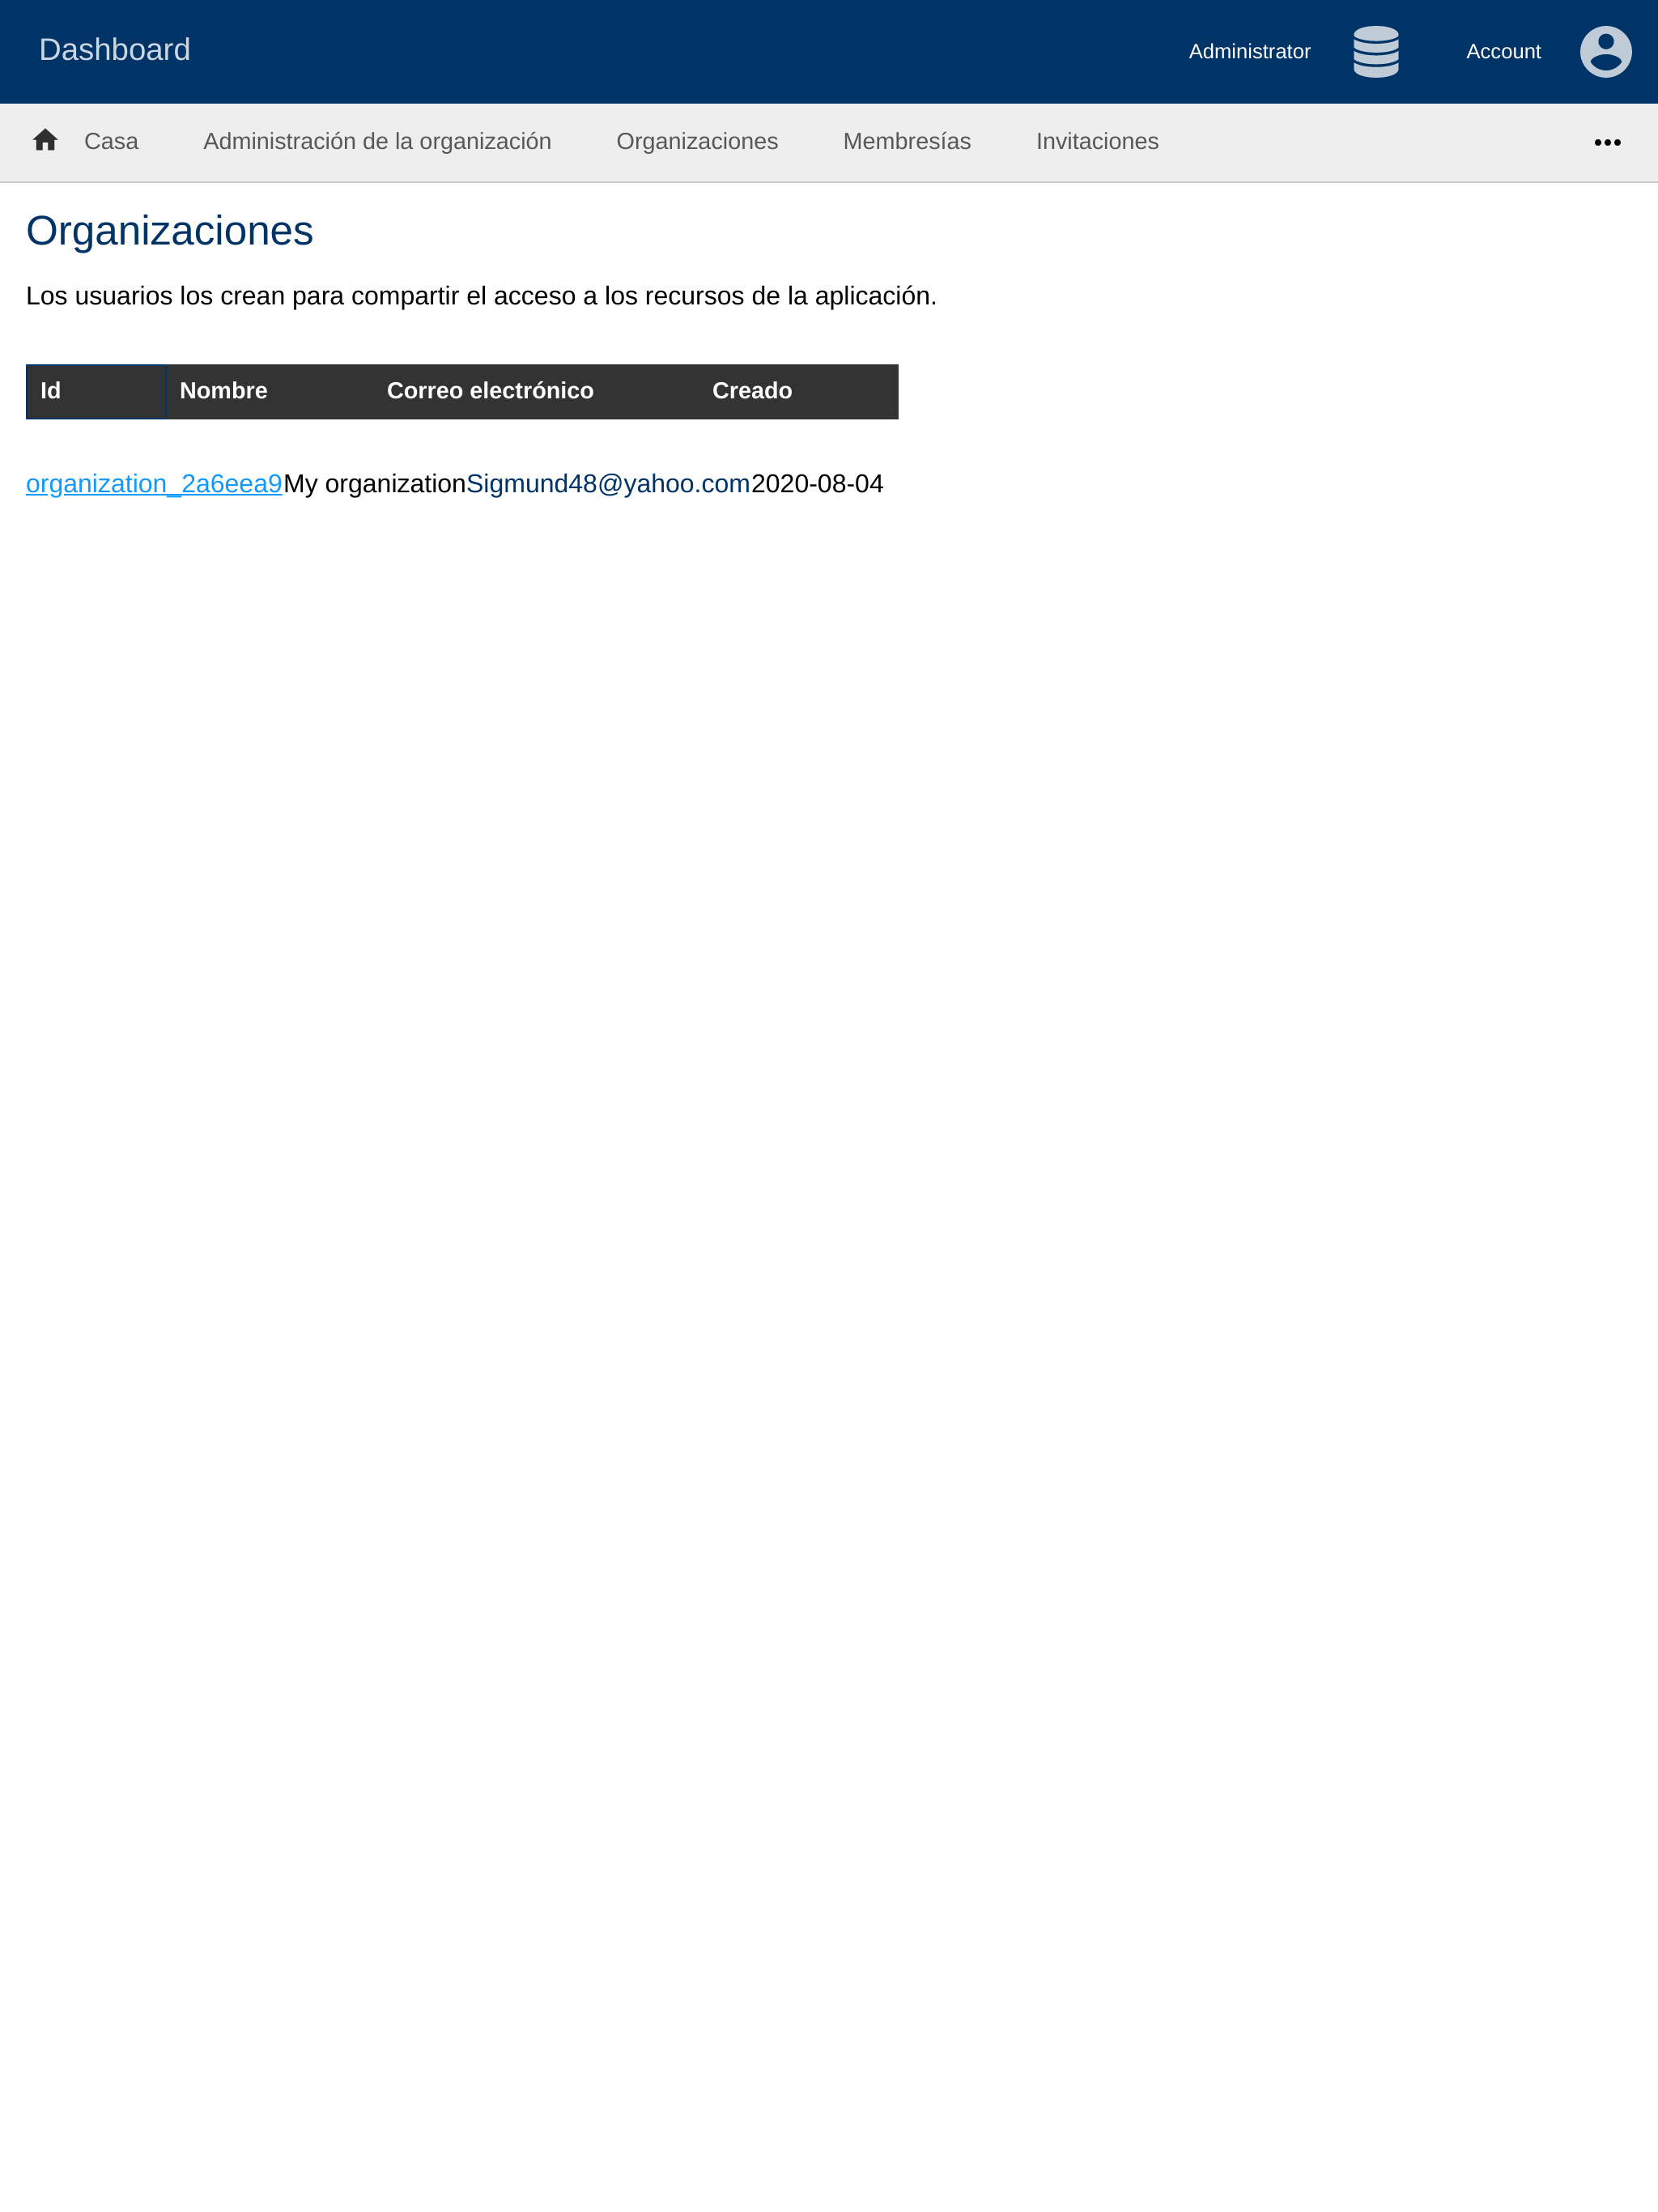 Dashboard Administrator Account
Casa Administración de la organización Organizaciones Membresías Invitaciones
Organizaciones
Los usuarios los crean para compartir el acceso a los recursos de la aplicación.
Id Nombre Correo electrónico Creado
organization_2a6eea9My organizationSigmund48@yahoo.com2020-08-04